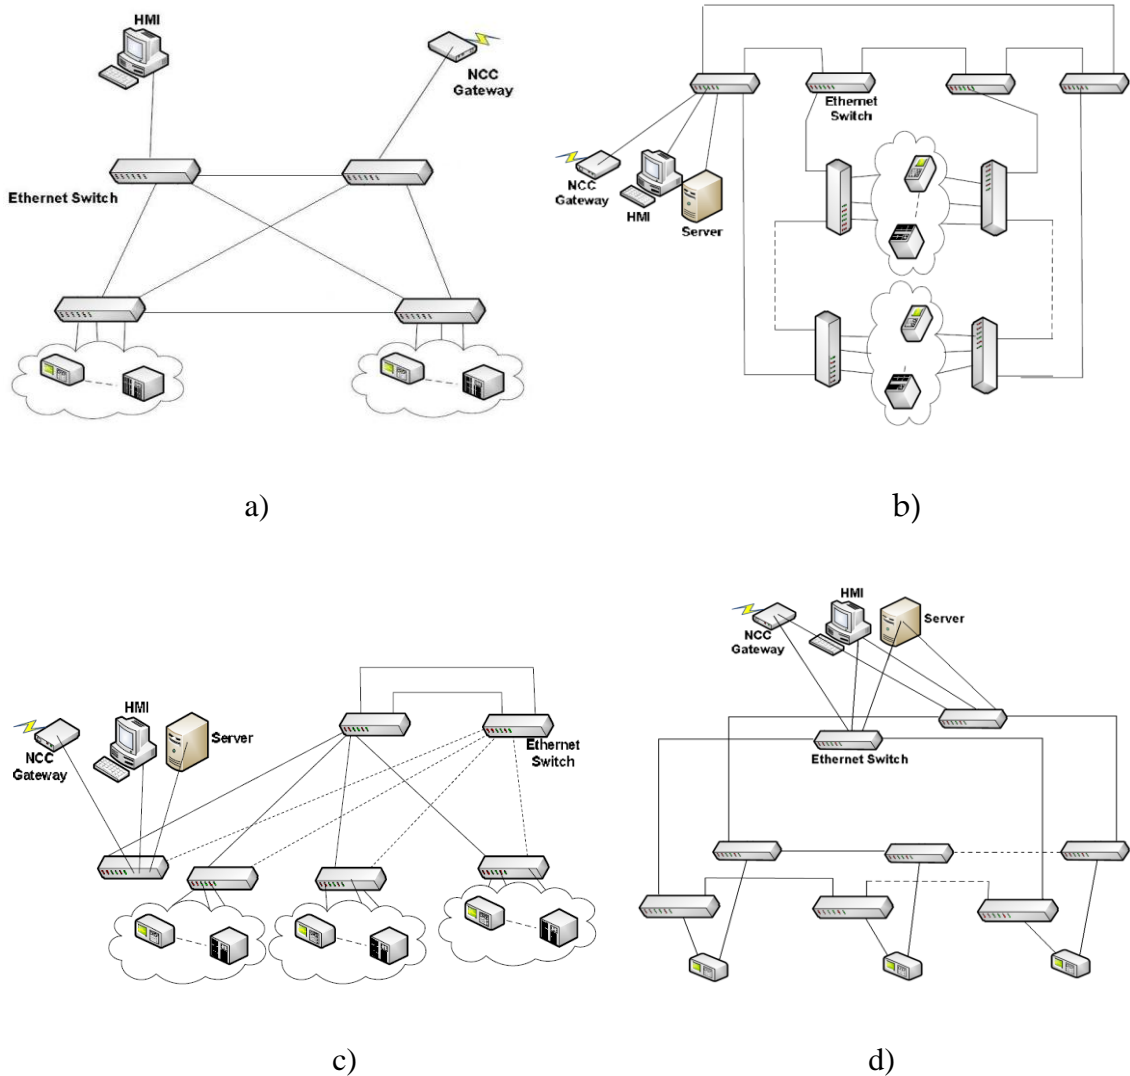 HMI
NCC
Gateway
Ethernet Switch
a)
Ethernet
Switch
NCC
Gateway
HMI
Server
b)
HMI
Server
NCC
Gateway
Ethernet
Switch
c)
HMI
Server
NCC
Gateway
Ethernet Switch
d)